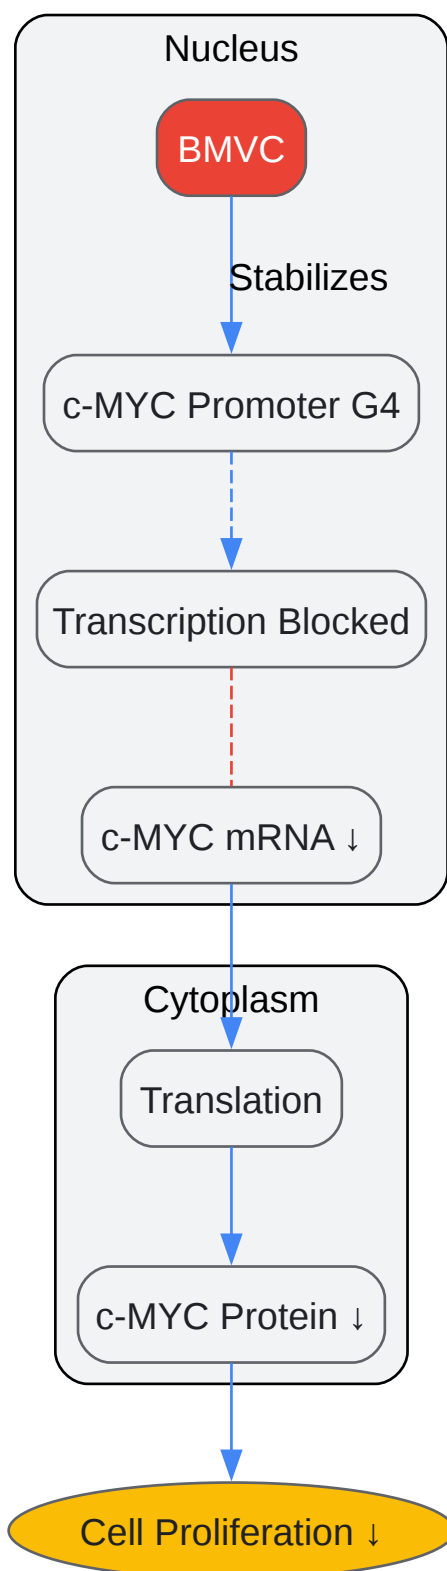 Nucleus
BMVC
Stabilizes
c-MYC Promoter G4
Transcription Blocked
c-MYC mRNA ↓
Cytoplasm
Translation
c-MYC Protein ↓
Cell Proliferation ↓